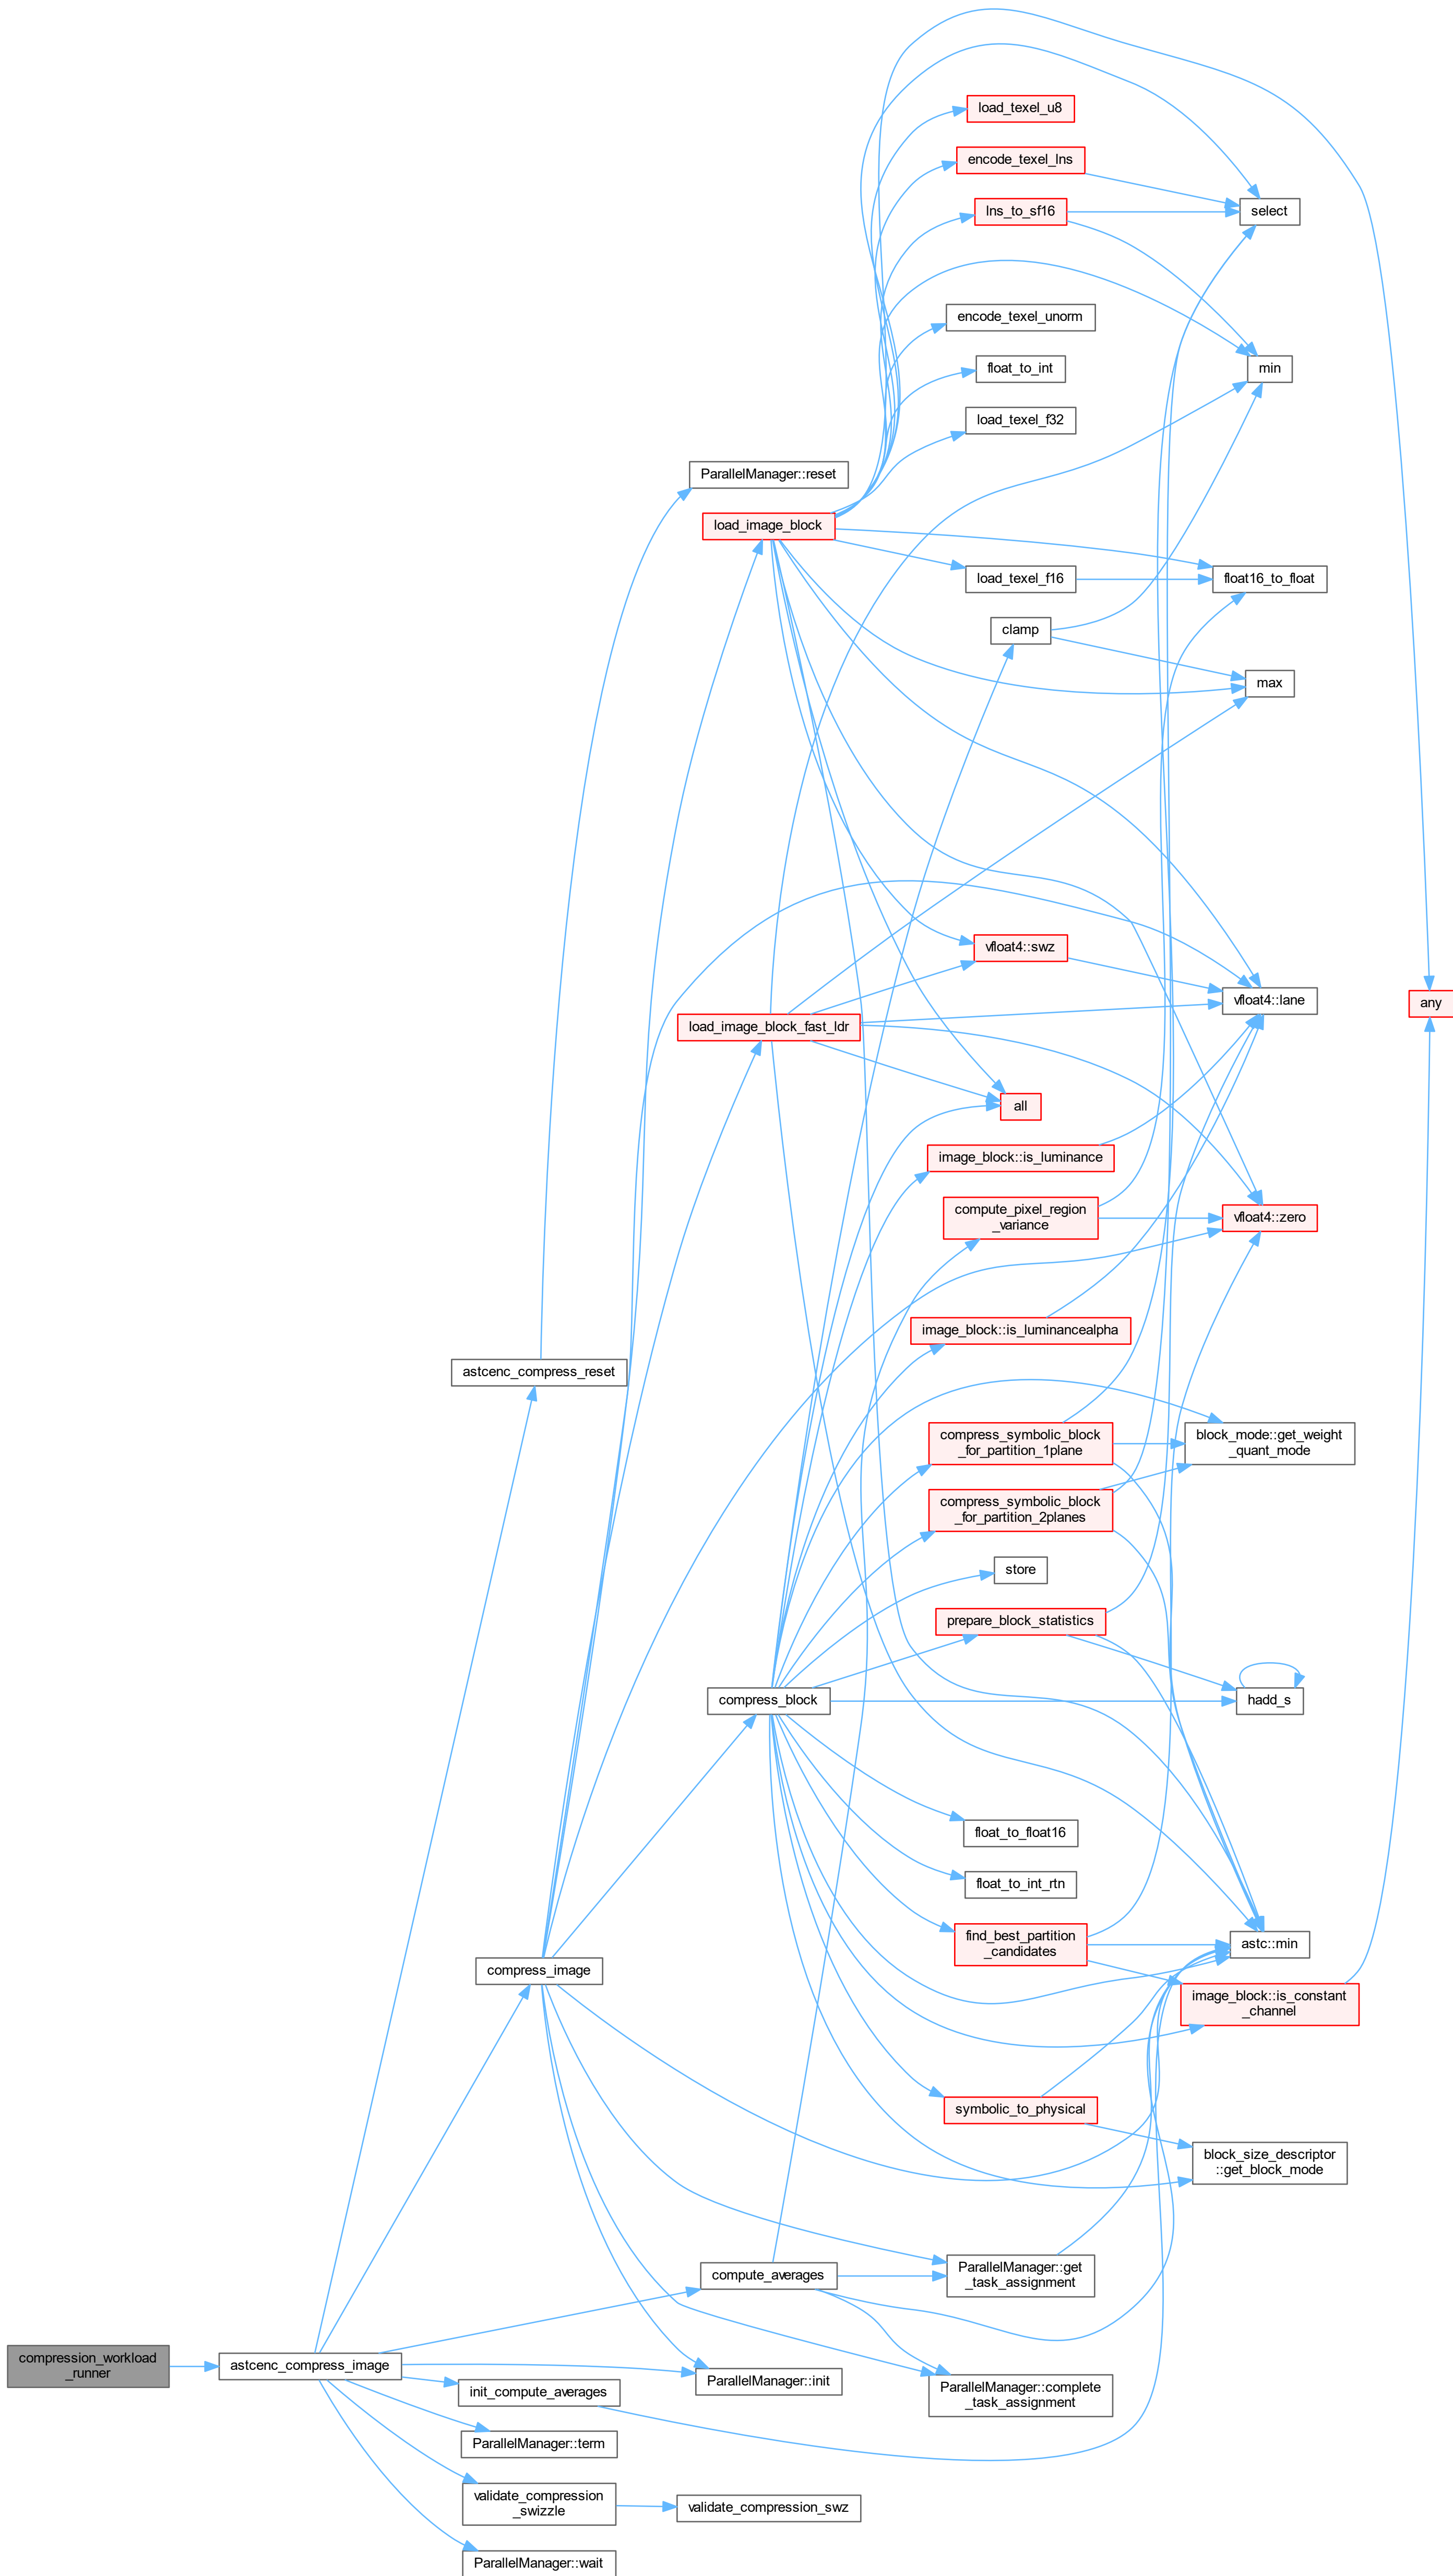 load_texel_u8
encode_texel_lns
lns_to_sf16
select
encode_texel_unorm
float_to_int
min
load_texel_f32
ParallelManager::reset
load_image_block
load_texel_f16
float16_to_float
clamp
max
vfloat4::swz
vfloat4::lane
any
load_image_block_fast_ldr
all
image_block::is_luminance
compute_pixel_region
_variance
vfloat4::zero
image_block::is_luminancealpha
astcenc_compress_reset
compress_symbolic_block
_for_partition_1plane
block_mode::get_weight
_quant_mode
compress_symbolic_block
_for_partition_2planes
store
prepare_block_statistics
compress_block
hadd_s
float_to_float16
float_to_int_rtn
find_best_partition
_candidates
astc::min
compress_image
image_block::is_constant
_channel
symbolic_to_physical
block_size_descriptor
::get_block_mode
compute_averages
ParallelManager::get
_task_assignment
compression_workload
_runner
astcenc_compress_image
ParallelManager::init
ParallelManager::complete
_task_assignment
init_compute_averages
ParallelManager::term
validate_compression
_swizzle
validate_compression_swz
ParallelManager::wait